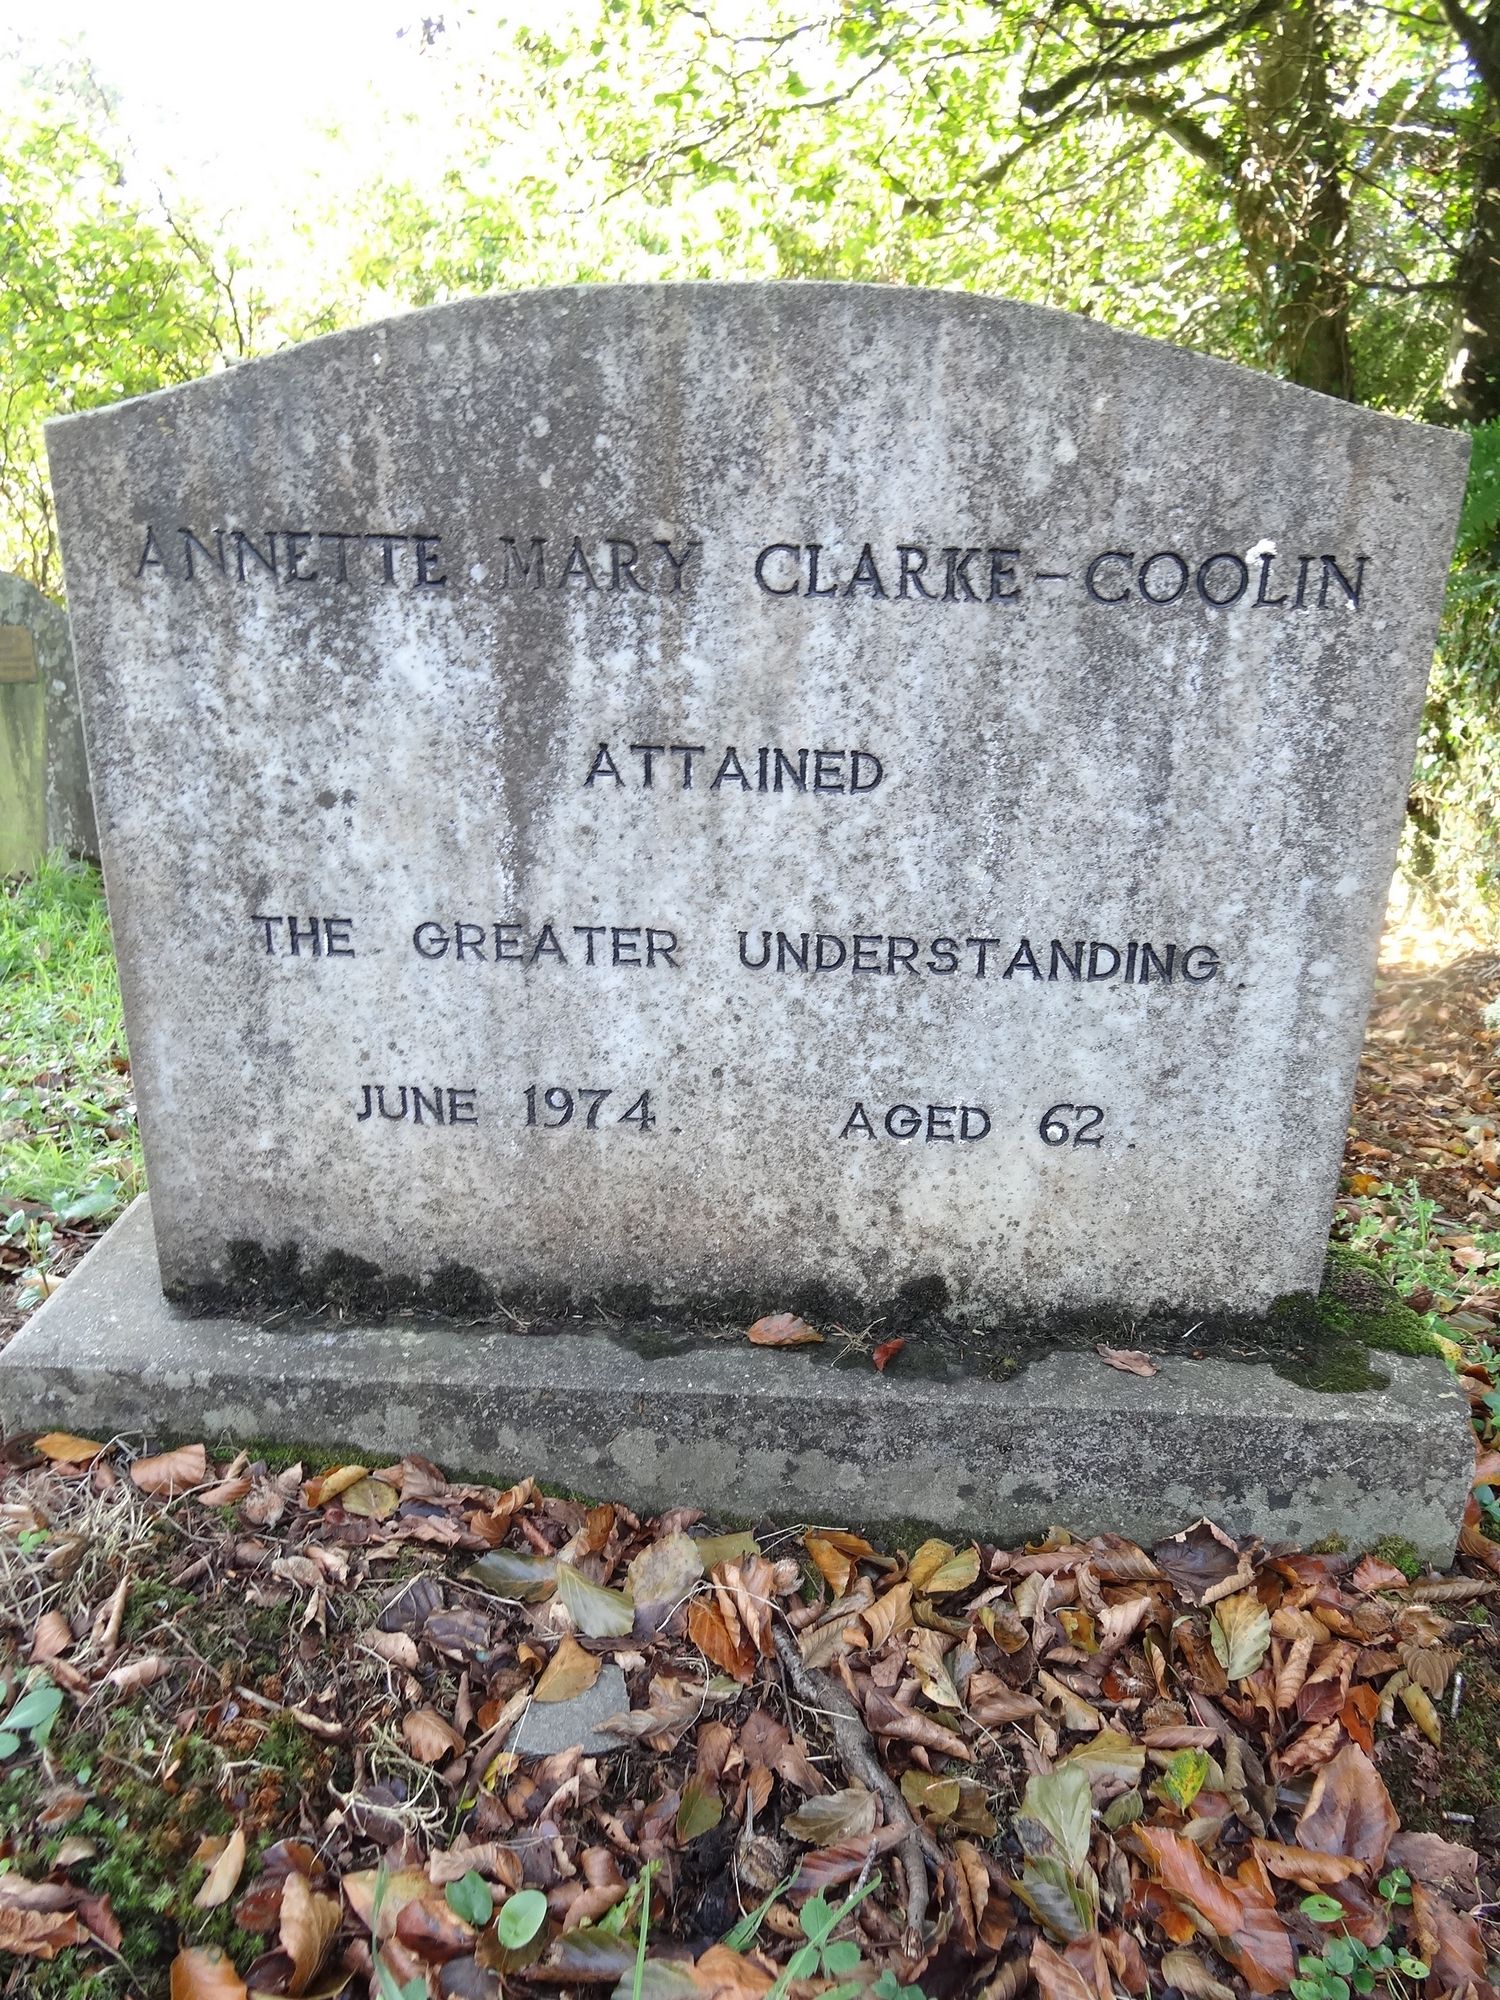 ANNETTE MARY CLARKE-COOLIN
ATTAINED
THE GREATER UNDERSTANDING
JUNE 1974. AGED 62.